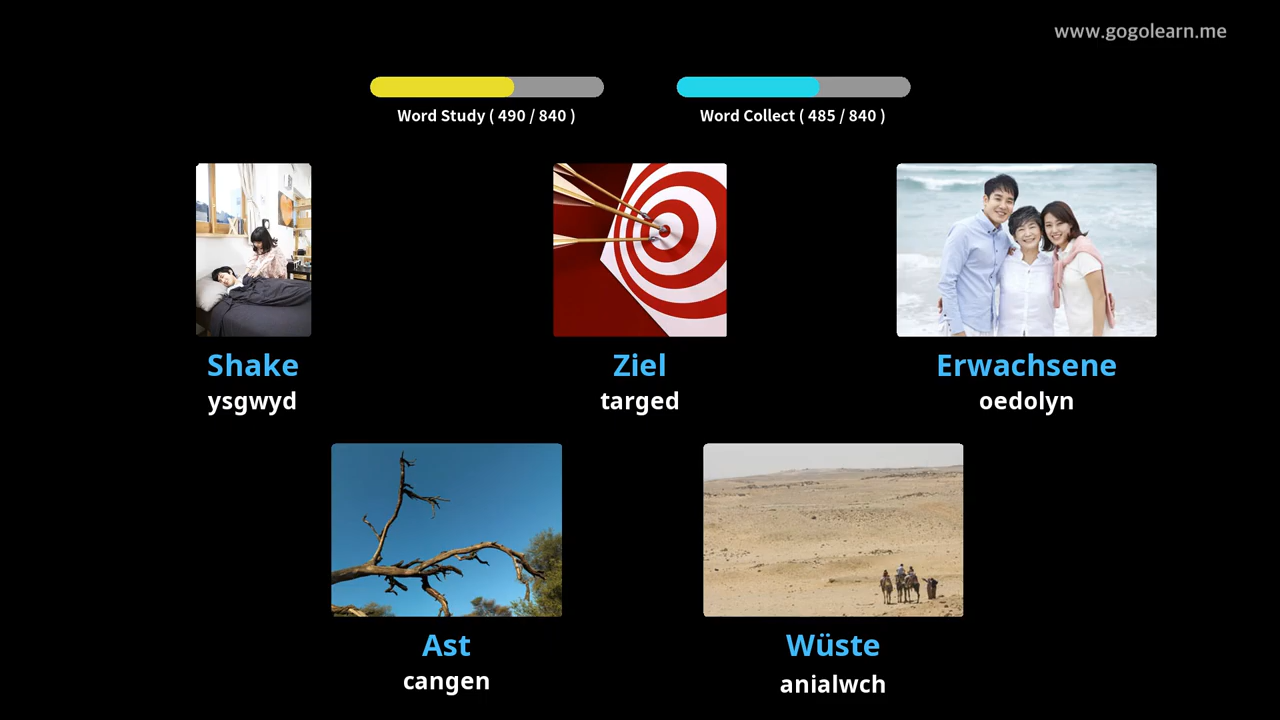 www.gogolearn.me
Word Study ( 490 / 840 )
Word Collect ( 485 / 840 )
Shake
ysgwyd
Ziel
targed
Erwachsene
oedolyn
Ast
cangen
Wüste
anialwch